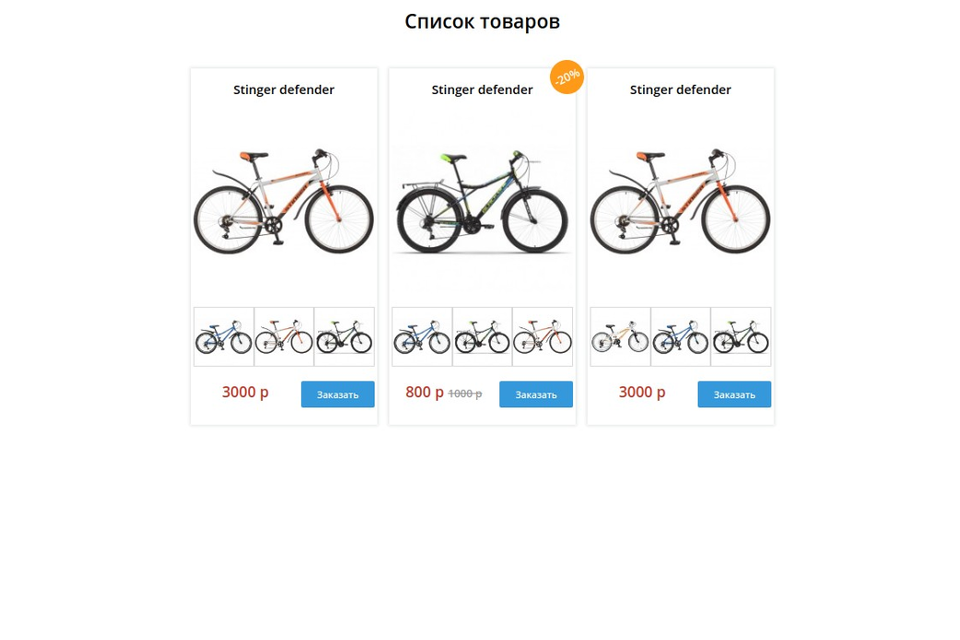 Список товаров
Stinger defender
3000 р
Заказать
Stinger defender
-20%
800 р 1000 р
Заказать
Stinger defender
3000 р
Заказать